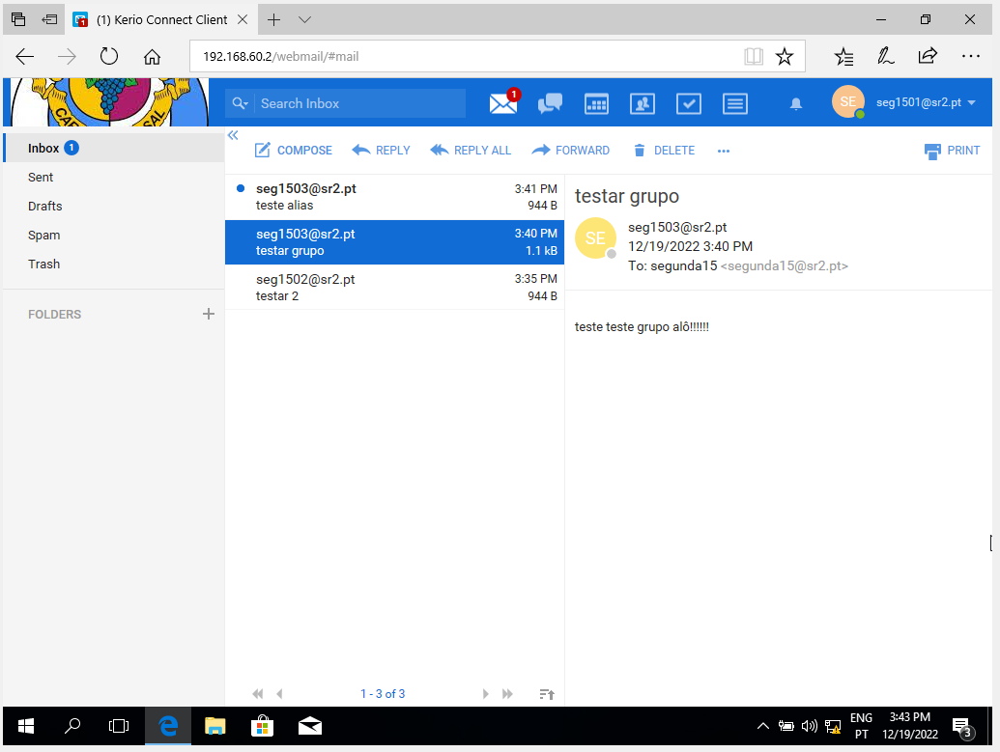 (1) Kerio Connect Client
192.168.60.2/webmail/#mail
Search Inbox
1
SE
seg1501@sr2.pt
Inbox 1
Sent
Drafts
Spam
Trash
FOLDERS
COMPOSE REPLY REPLY ALL FORWARD DELETE PRINT
seg1503@sr2.pt 3:41 PM
teste alias 944 B
seg1503@sr2.pt 3:40 PM
testar grupo 1.1 kB
seg1502@sr2.pt 3:35 PM
testar 2 944 B
1 - 3 of 3
testar grupo
SE
seg1503@sr2.pt
12/19/2022 3:40 PM
To: segunda15 <segunda15@sr2.pt>
teste teste grupo alô!!!!!!
ENG
PT
3:43 PM
12/19/2022
3